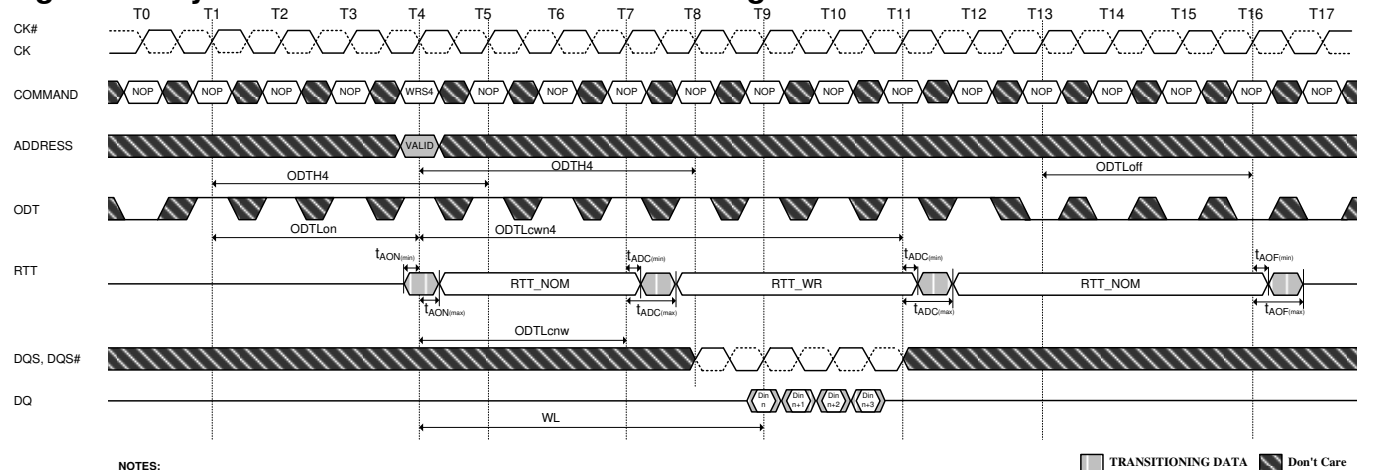 T0 T1 T2 T3 T4 T5 T6 T7 T8 T9 T10 T11 T12 T13 T14 T15 T16 T17
CK#
CK
COMMAND NOP NOP NOP NOP WRS4 NOP NOP NOP NOP NOP NOP NOP NOP NOP NOP NOP NOP NOP
ADDRESS VALID
ODTH4 ODTLoff
ODTH4
ODT
ODTLon ODTLcwn4
tAON(min) tADC(min) tADC(min) tAOF(min)
RTT RTT_NOM RTT_WR RTT_NOM
tAON(max) tADC(max) tADC(max) tAOF(max)
ODTLcnw
DQS, DQS#
DQ Din n Din n+1 Din n+2 Din n+3
WL
NOTES: TRANSITIONING DATA Don't Care